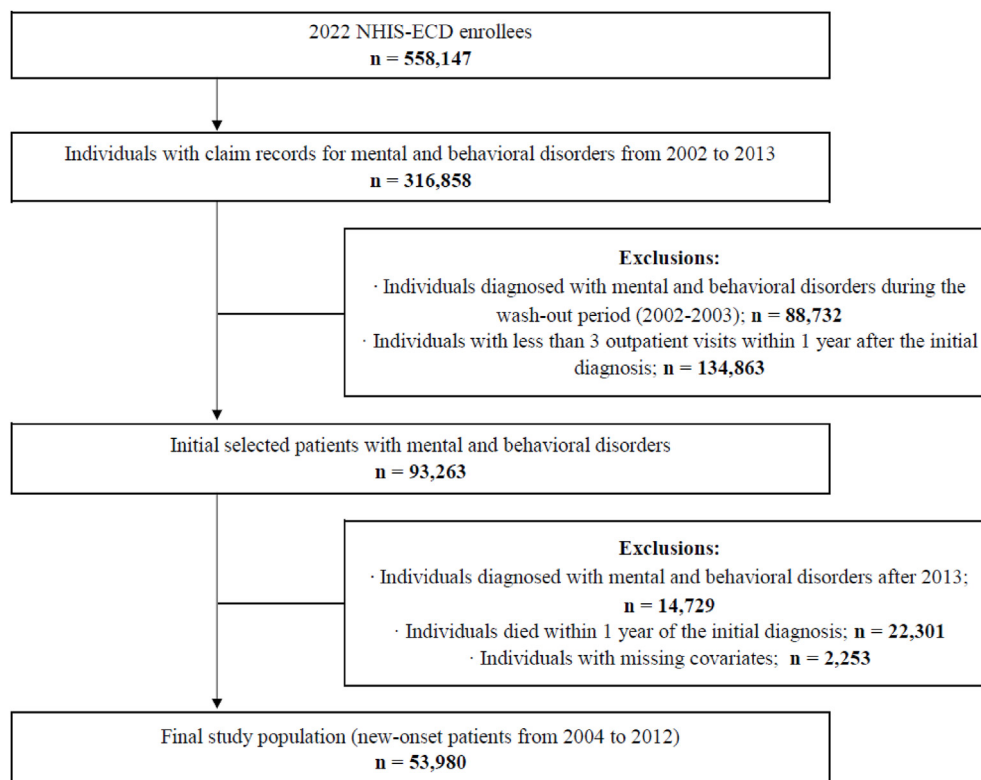 2022 NHIS-ECD enrollees
n = 558,147
Individuals with claim records for mental and behavioral disorders from 2002 to 2013
n = 316,858
Exclusions:
· Individuals diagnosed with mental and behavioral disorders during the
wash-out period (2002-2003); n = 88,732
· Individuals with less than 3 outpatient visits within 1 year after the initial
diagnosis; n = 134,863
Initial selected patients with mental and behavioral disorders
n = 93,263
Exclusions:
· Individuals diagnosed with mental and behavioral disorders after 2013;
n = 14,729
· Individuals died within 1 year of the initial diagnosis; n = 22,301
· Individuals with missing covariates; n = 2,253
Final study population (new-onset patients from 2004 to 2012)
n = 53,980